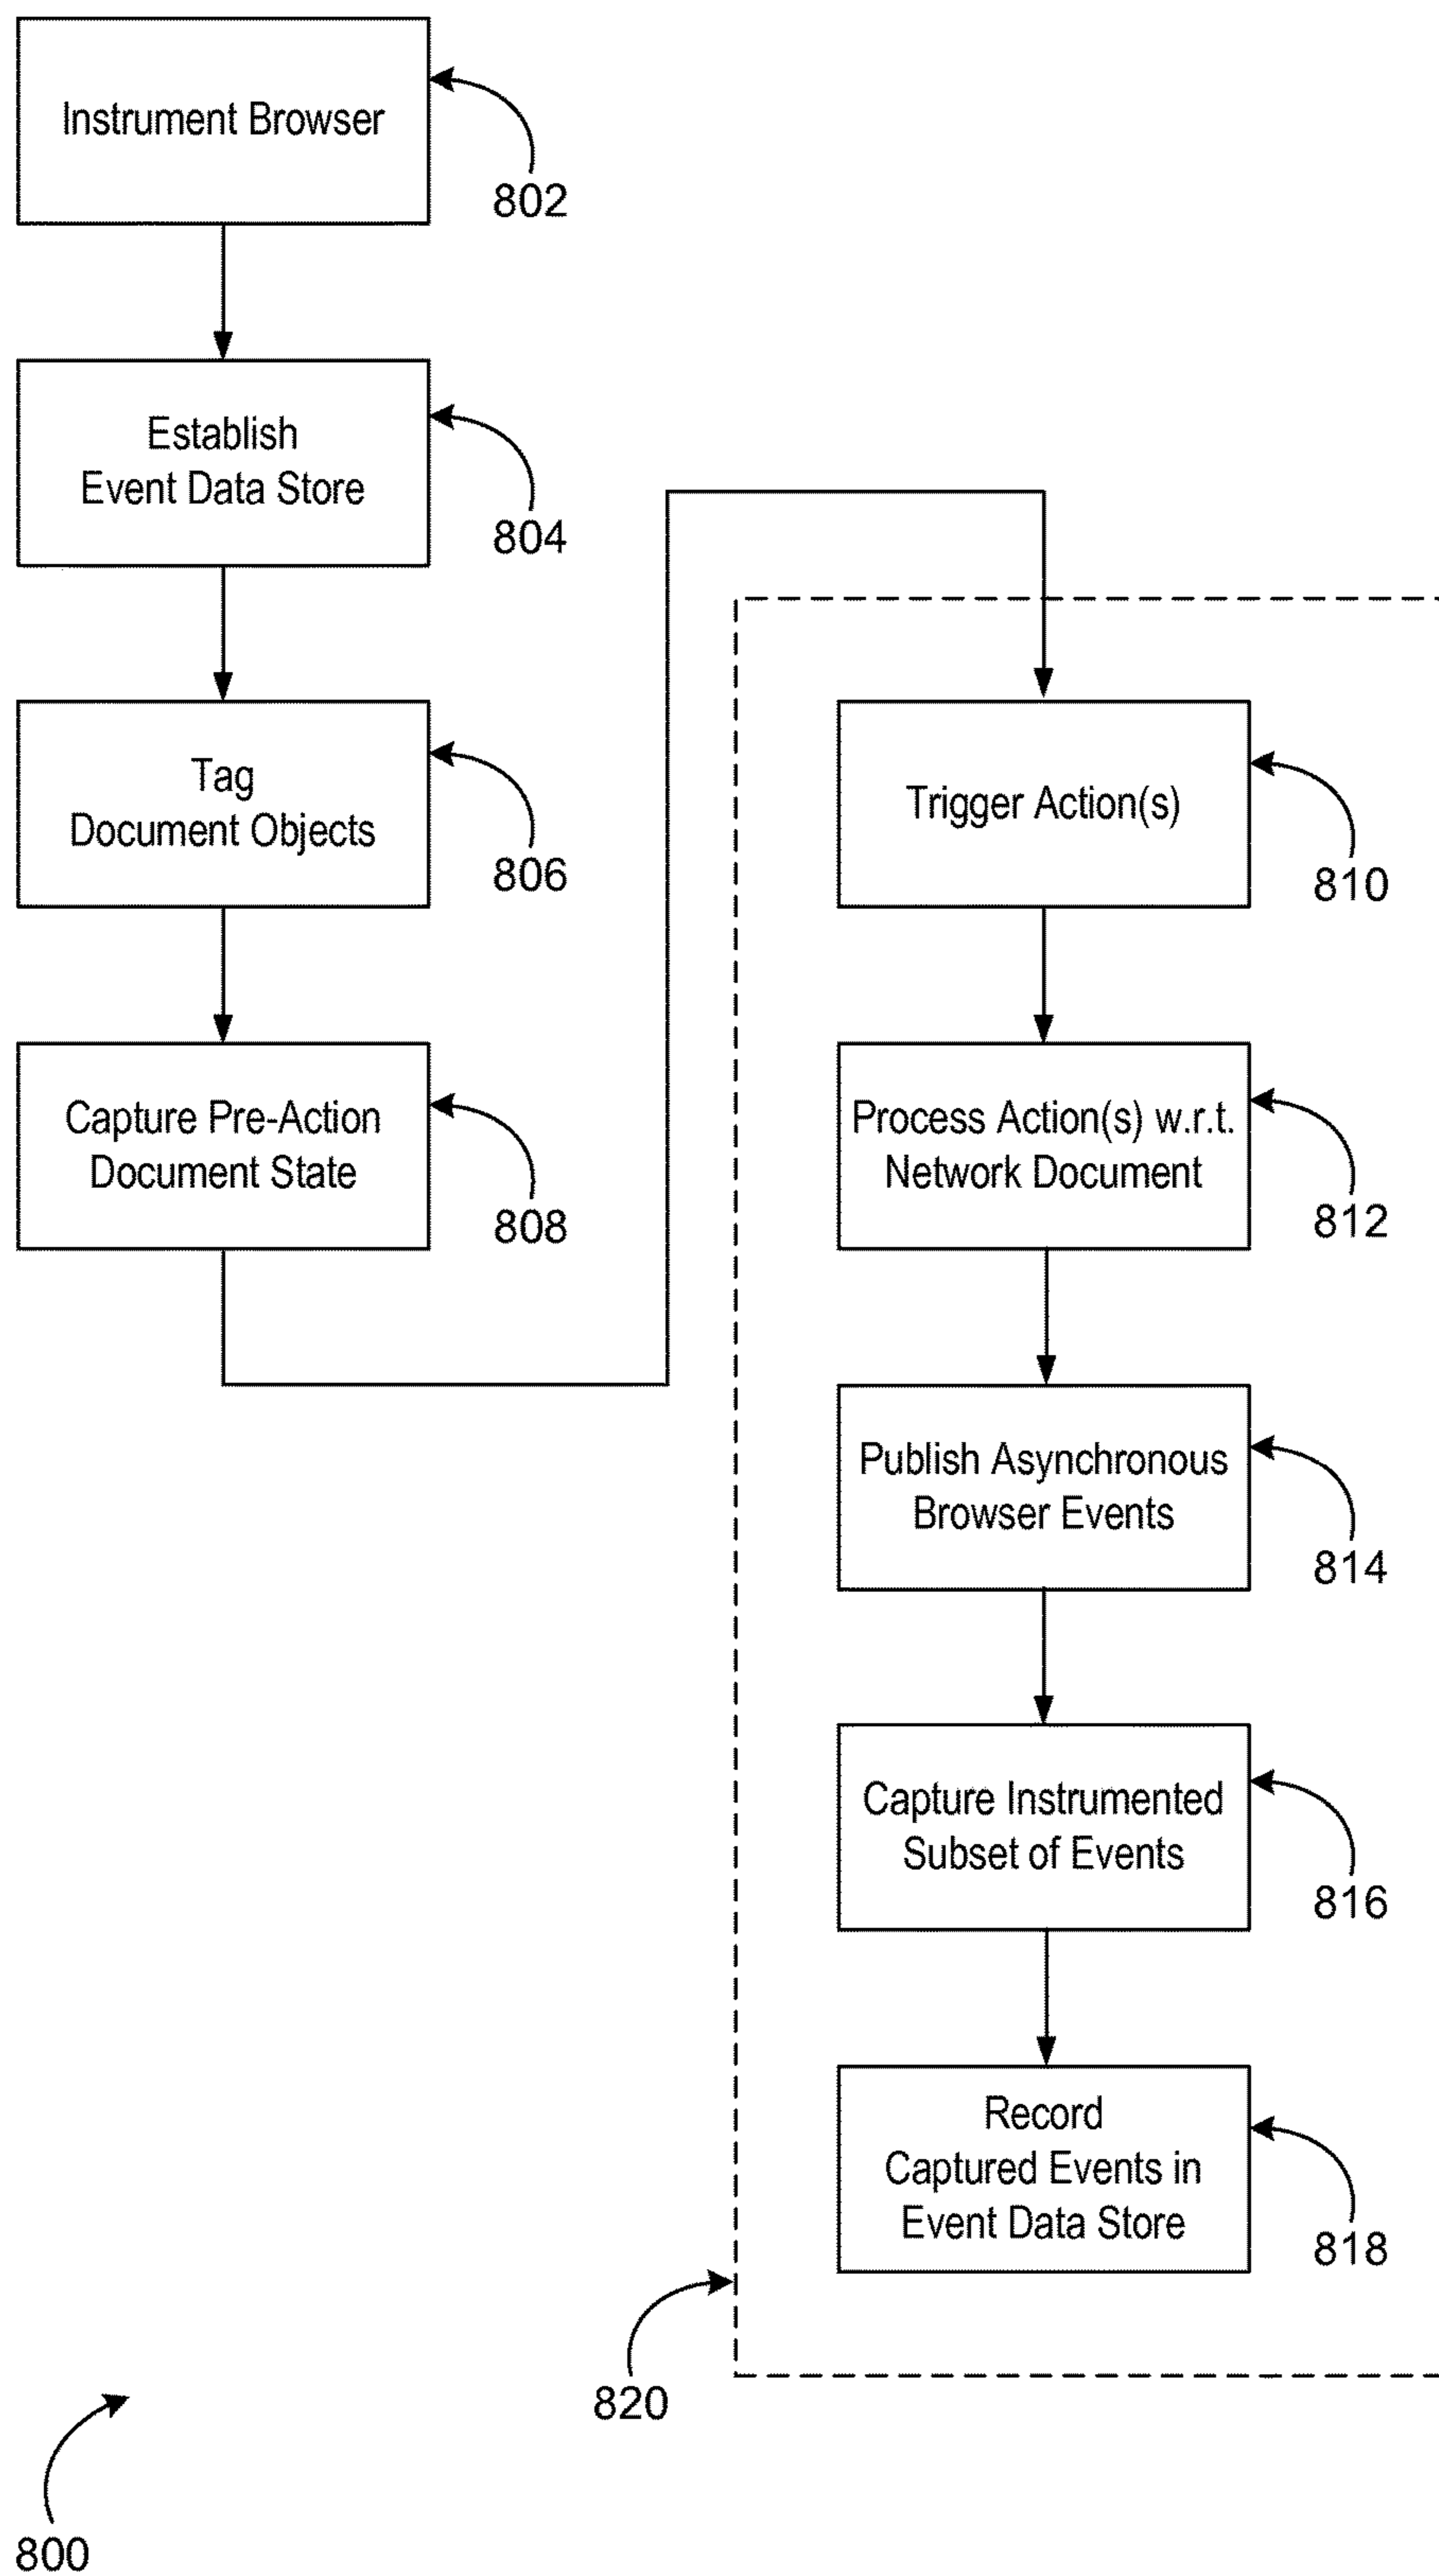 Instrument Browser
802
Establish
Event Data Store
804
Tag
Document Objects
806
Capture Pre-Action
Document State
808
Trigger Action(s)
810
Process Action(s) w.r.t.
Network Document
812
Publish Asynchronous
Browser Events
814
Capture Instrumented
Subset of Events
816
Record
Captured Events in
Event Data Store
818
820
800